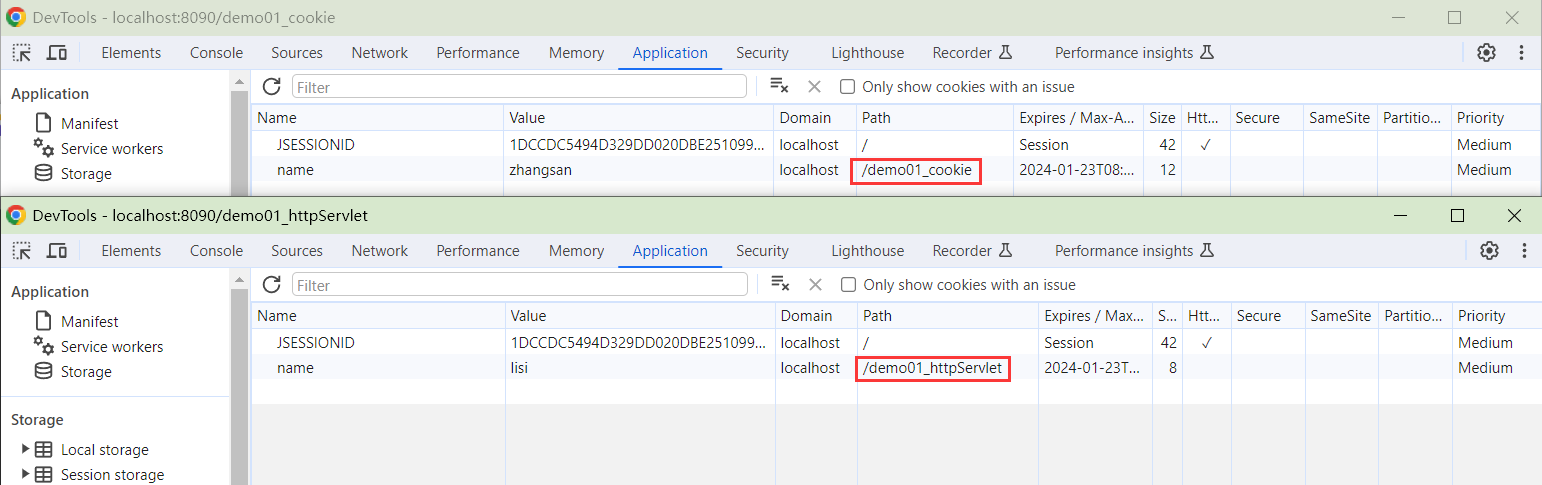 DevTools - localhost:8090/demo01_cookie
Elements Console Sources Network Performance Memory Application Security Lighthouse Recorder Performance insights
Application
Filter
Only show cookies with an issue
Manifest
Service workers
Storage
Name Value Domain Path Expires / Max-A... Size Htt... Secure SameSite Partitio... Priority
JSESSIONID 1DCCDC5494D329DD020DBE251099... localhost / Session 42 ✓ Medium
name zhangsan localhost /demo01_cookie 2024-01-23T08:... 12 Medium
DevTools - localhost:8090/demo01_httpServlet
Elements Console Sources Network Performance Memory Application Security Lighthouse Recorder Performance insights
Application
Filter
Only show cookies with an issue
Manifest
Service workers
Storage
Name Value Domain Path Expires / Max... S... Htt... Secure SameSite Partitio... Priority
JSESSIONID 1DCCDC5494D329DD020DBE251099... localhost / Session 42 ✓ Medium
name lisi localhost /demo01_httpServlet 2024-01-23T... 8 Medium
Storage
Local storage
Session storage